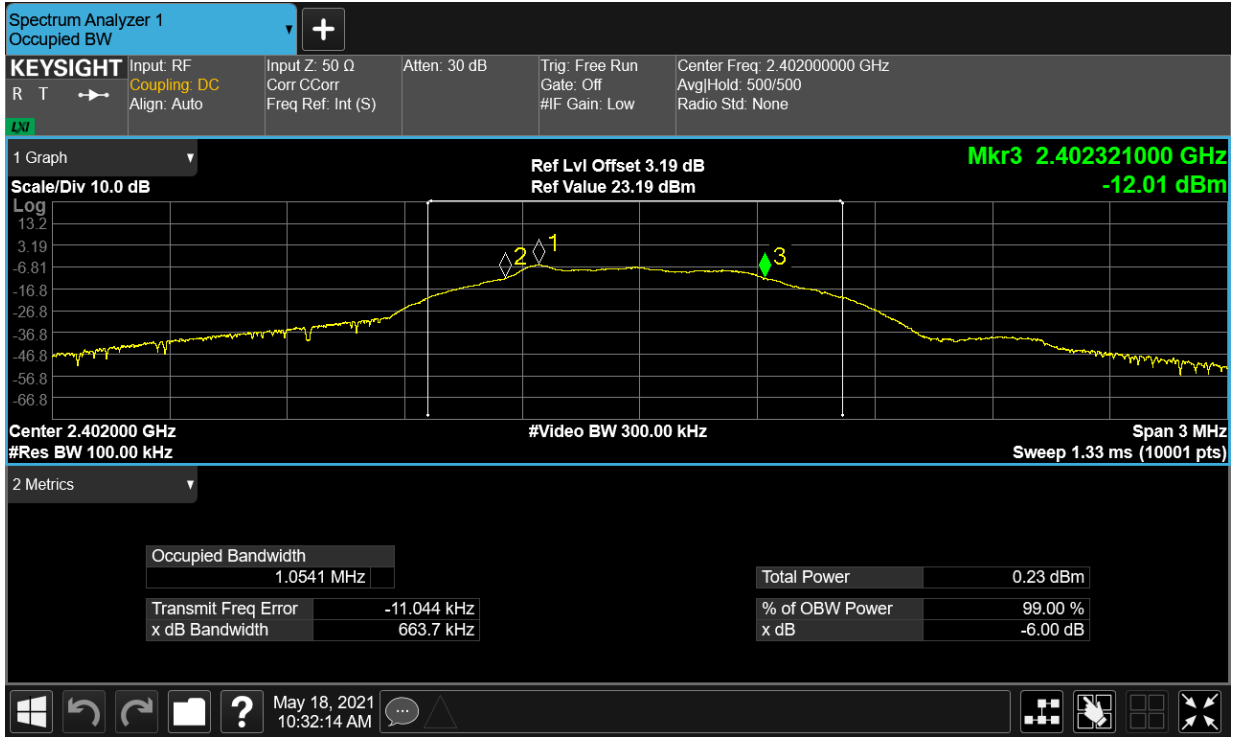 Spectrum Analyzer 1
Occupied BW
KEYSIGHT
R T
LXI
Input: RF
Coupling: DC
Align: Auto
Input Z: 50 Ω
Corr CCorr
Freq Ref: Int (S)
Atten: 30 dB
Trig: Free Run
Gate: Off
#IF Gain: Low
Center Freq: 2.402000000 GHz
Avg|Hold: 500/500
Radio Std: None
1 Graph
Scale/Div 10.0 dB
Ref Lvl Offset 3.19 dB
Ref Value 23.19 dBm
Mkr3 2.402321000 GHz
-12.01 dBm
Log
13.2
3.19
-6.81
-16.8
-26.8
-36.8
-46.8
-56.8
-66.8
2
1
3
Center 2.402000 GHz
#Video BW 300.00 kHz
Span 3 MHz
#Res BW 100.00 kHz
Sweep 1.33 ms (10001 pts)
2 Metrics
Occupied Bandwidth
1.0541 MHz
Transmit Freq Error -11.044 kHz
x dB Bandwidth 663.7 kHz
Total Power 0.23 dBm
% of OBW Power 99.00 %
x dB -6.00 dB
?
May 18, 2021
10:32:14 AM